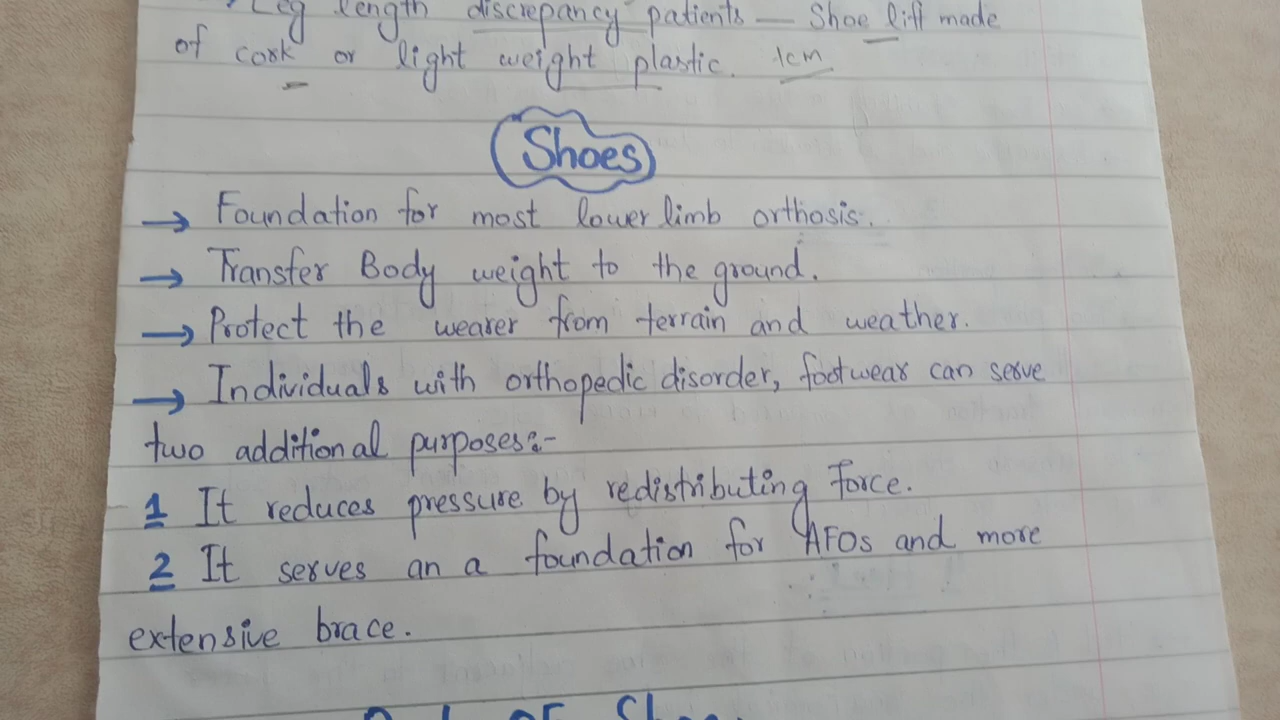 Leg length discrepancy patients — Shoe lift made
of cork or light weight plastic. 1cm
Shoes
→ Foundation for most lower limb orthosis.
→ Transfer Body weight to the ground.
→ Protect the wearer from terrain and weather.
→ Individuals with orthopedic disorder, footwear can serve
two additional purposes:-
1 It reduces pressure by redistributing force.
2 It serves an a foundation for AFOs and more
extensive brace.